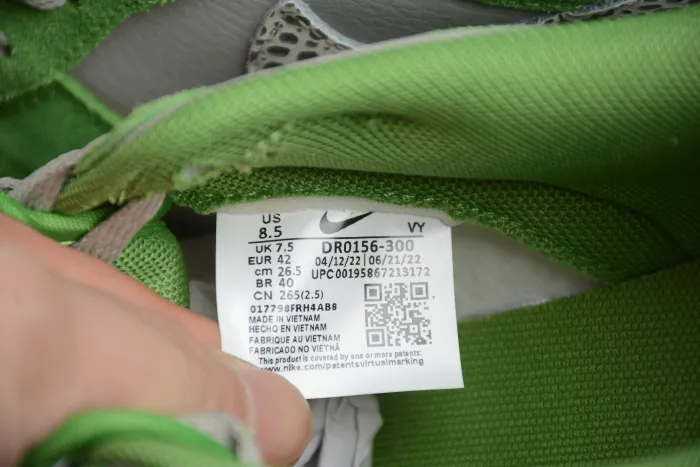 US
8.5
VY
UK 7.5
DR0156-300
EUR 42
04/12/22 | 06/21/22
cm 26.5
UPC00195867213172
BR 40
CN 265(2.5)
017798FRH4AB8
MADE IN VIETNAM
HECHO EN VIETNAM
FABRIQUE AU VIETNAM
FABRICADO NO VIETNÃ
This product is covered by one or more patents:
www.nike.com/patentsvirtualmarking